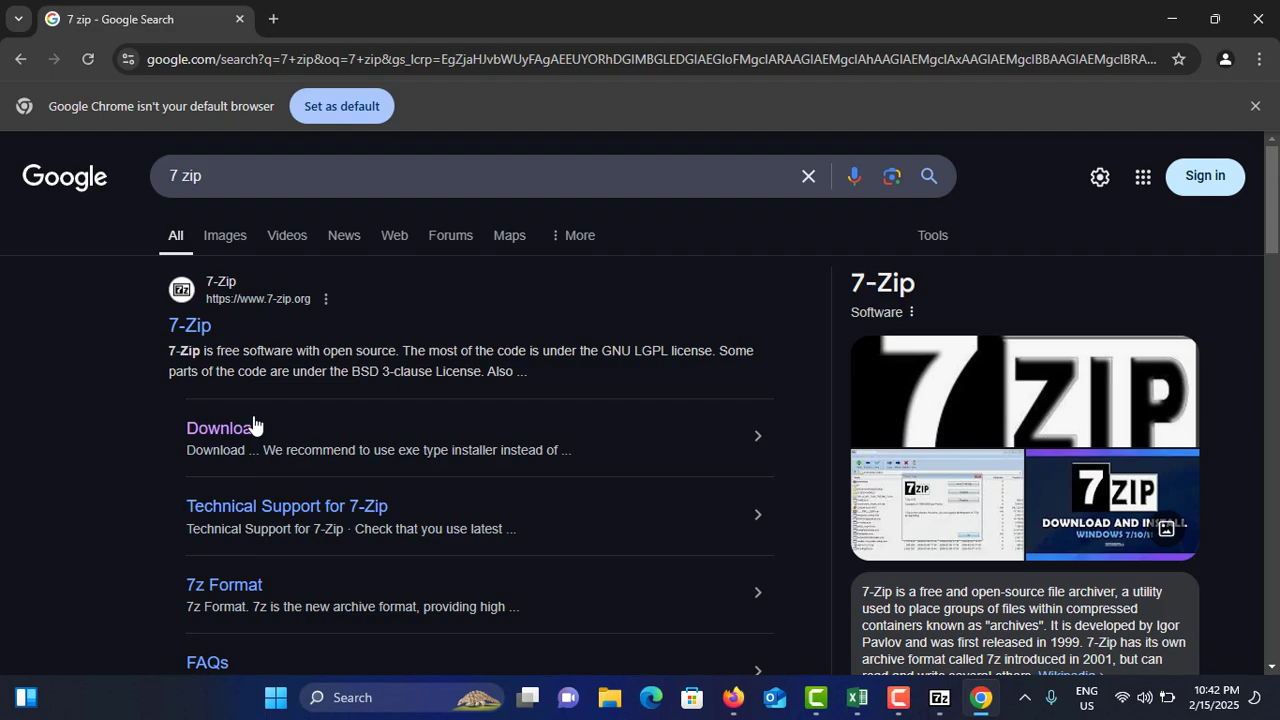 7 zip - Google Search
google.com/search?q=7+zip&oq=7+zip&gs_lcrp=EgZjaHJvbWUyFAgAEEUYORhDGIMBGLEDGIAEGIoFMgcIARAAGIAEMgcIAhAAGIAEMgcIAxAAGIAEMgcIBBAAGIAEMgcIBRA...
Google Chrome isn't your default browser
Set as default
Google
7 zip
Sign in
All Images Videos News Web Forums Maps More Tools
7-Zip
https://www.7-zip.org
7-Zip
7-Zip is free software with open source. The most of the code is under the GNU LGPL license. Some
parts of the code are under the BSD 3-clause License. Also ...
Download
Download ... We recommend to use exe type installer instead of ...
Technical Support for 7-Zip
Technical Support for 7-Zip - Check that you use latest ...
7z Format
7z Format. 7z is the new archive format, providing high ...
FAQs
7-Zip
Software
7ZIP
7ZIP
7ZIP
DOWNLOAD AND INSTALL
WINDOWS 7/10/11
7-Zip is a free and open-source file archiver, a utility
used to place groups of files within compressed
containers known as "archives". It is developed by Igor
Pavlov and was first released in 1999. 7-Zip has its own
archive format called 7z introduced in 2001, but can
read and write several others. Wikipedia
Search
ENG
US
10:42 PM
2/15/2025